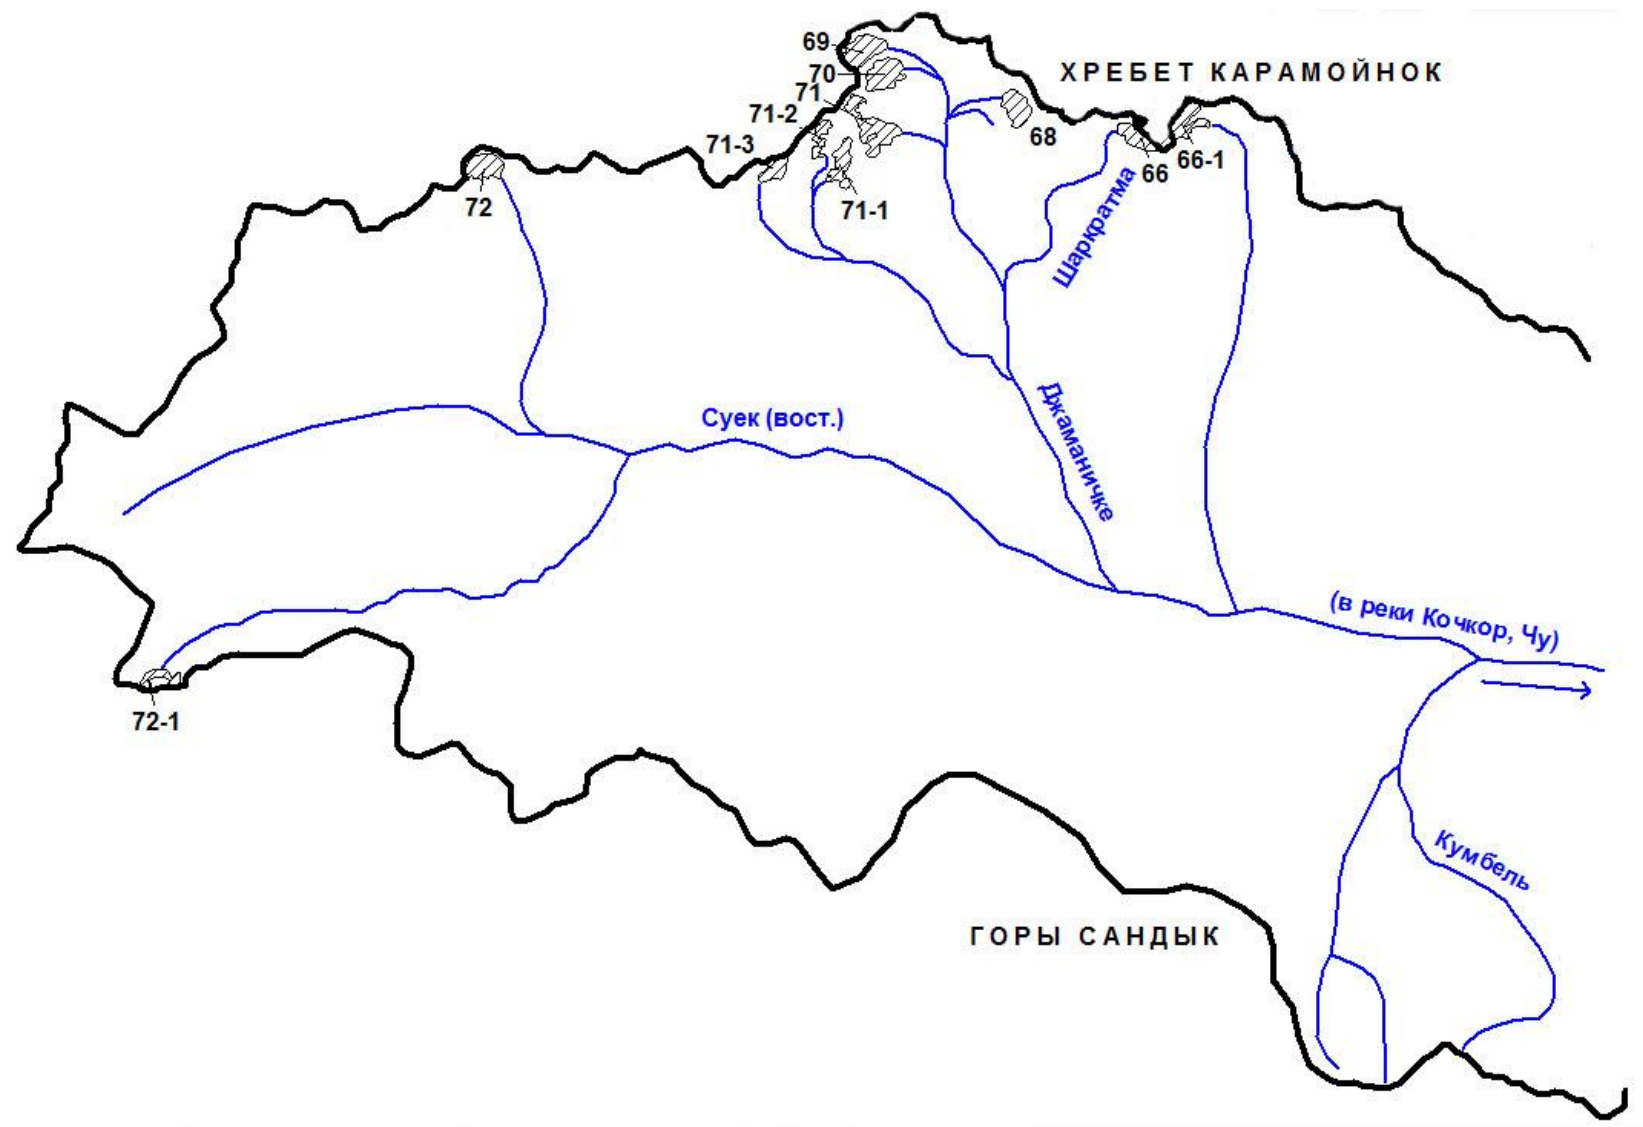 69
ХРЕБЕТ КАРАМОЙНОК
70
71
71-2
71-3
68
66
66-1
72
71-1
Шаркратма
Суек (вост.)
Джаманичке
(в реки Кочкор, Чу)
72-1
Кумбель
ГОРЫ САНДЫК